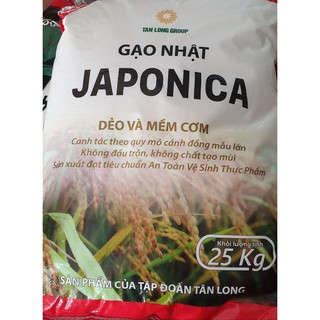 TAN LONG GROUP
GẠO NHẬT
JAPONICA
DẺO VÀ MỀM CƠM
Canh tác theo quy mô cánh đồng mẫu lớn
Không đấu trộn, không chất tạo mùi
Sản xuất đạt tiêu chuẩn An Toàn Vệ Sinh Thực Phẩm
Khối lượng tịnh
25 Kg
SẢN PHẨM CỦA TẬP ĐOÀN TÂN LONG